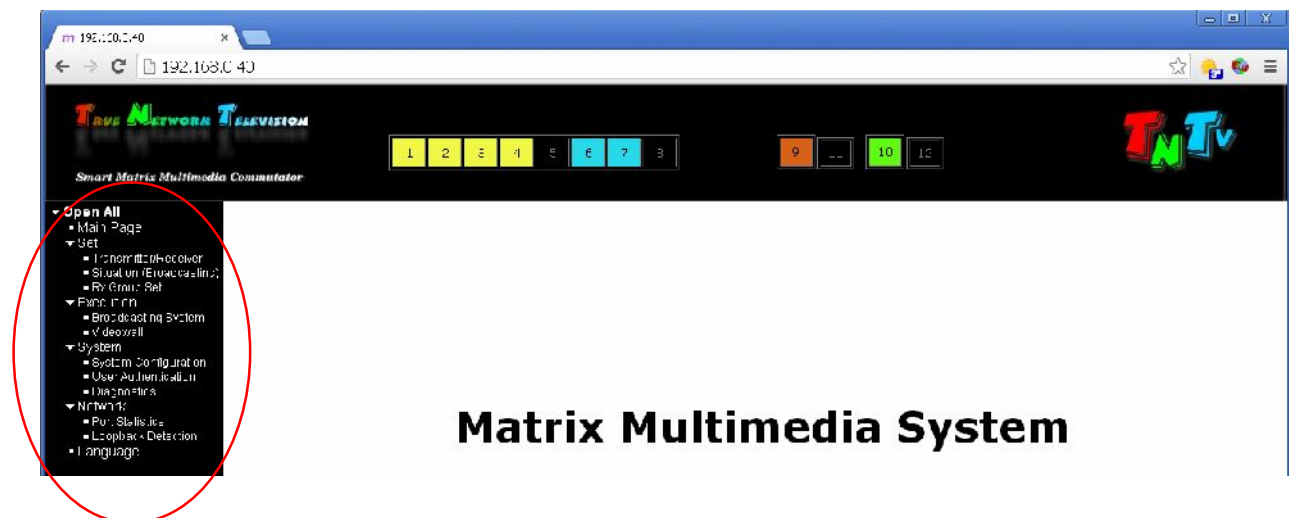 192.168.0.40
192.168.0.40
True Network Television
Smart Matrix Multimedia Commutator
1 2 3 4 5 6 7 8
9 10
TNTv
Open All
Main Page
Set
Transmitter/Receiver
Situation (Broadcasting)
Rx Group Set
Execution
Broadcasting System
Videowall
System
System Configuration
User Authentication
Diagnostics
Network
Port Statistics
Loopback Detection
Language
Matrix Multimedia System